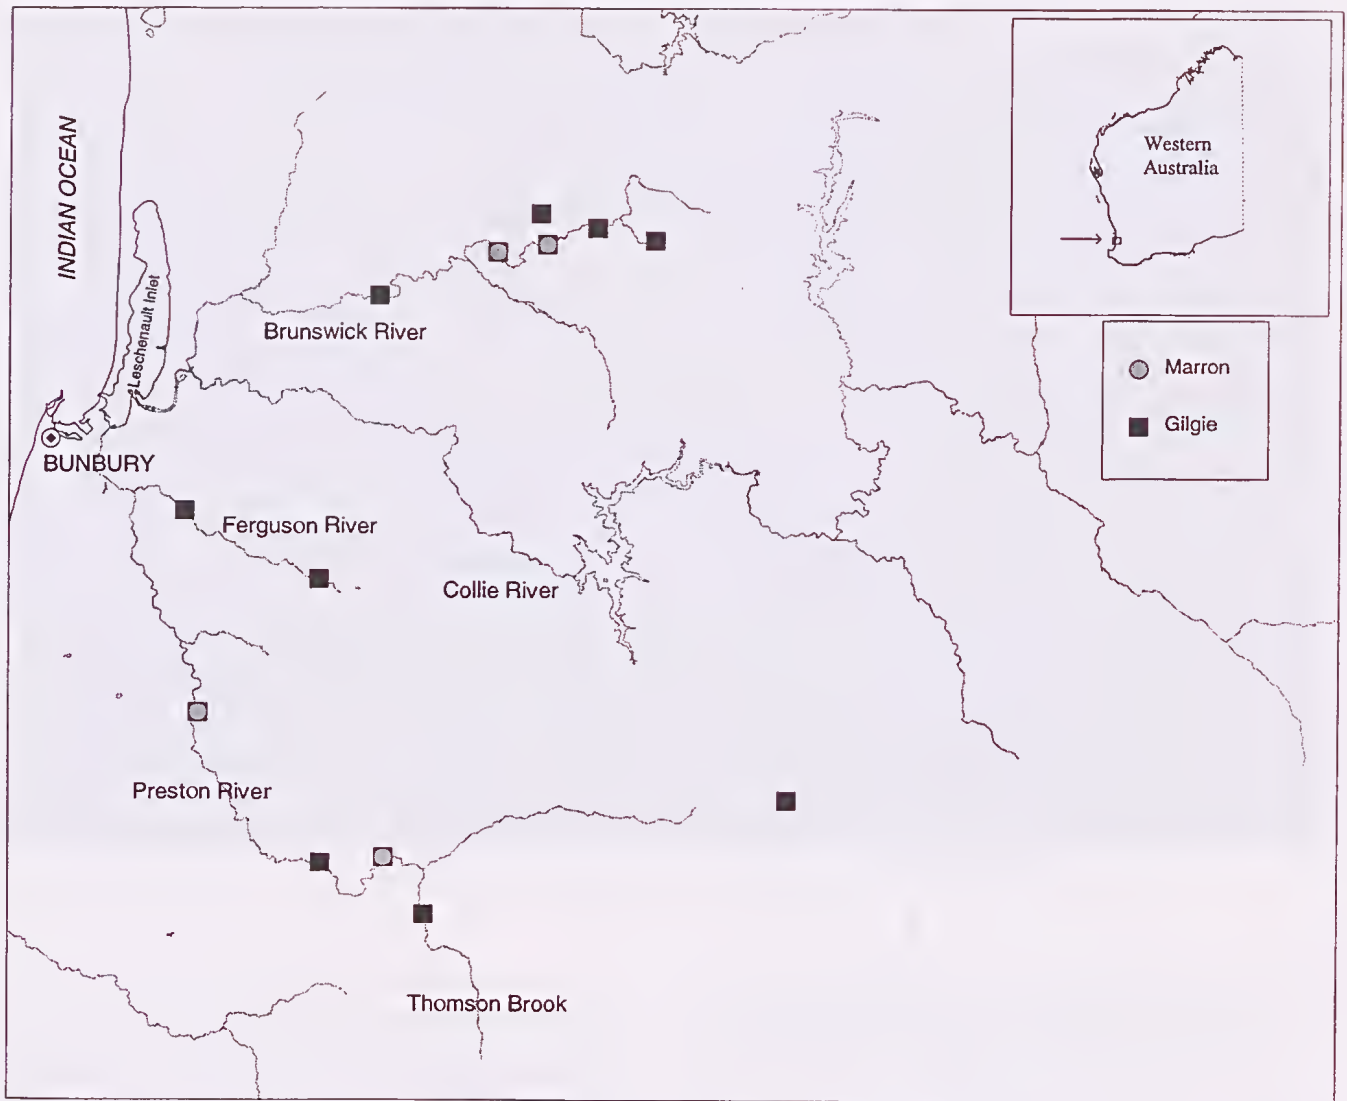 INDIAN OCEAN
Leschenault Inlet
Western
Australia
Brunswick River
Marron
Gilgie
BUNBURY
Ferguson River
Collie River
Preston River
Thomson Brook